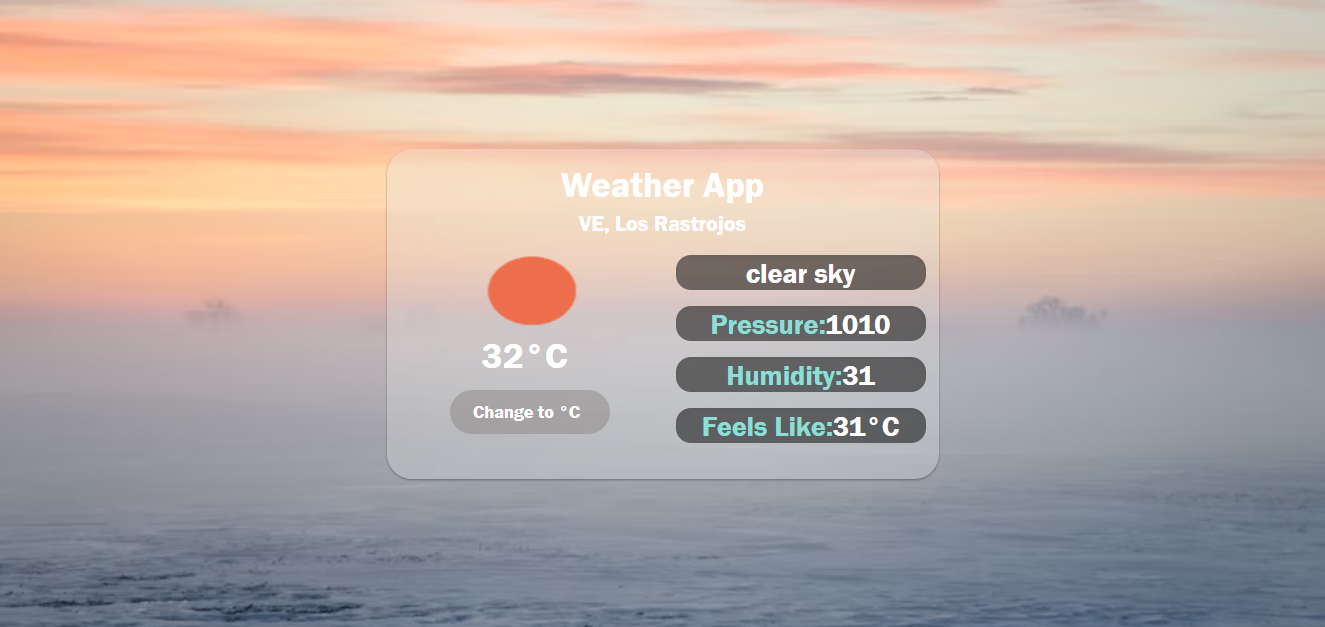 Weather App
VE, Los Rastrojos
clear sky
32°C
Change to °C
Pressure:1010
Humidity:31
Feels Like:31°C